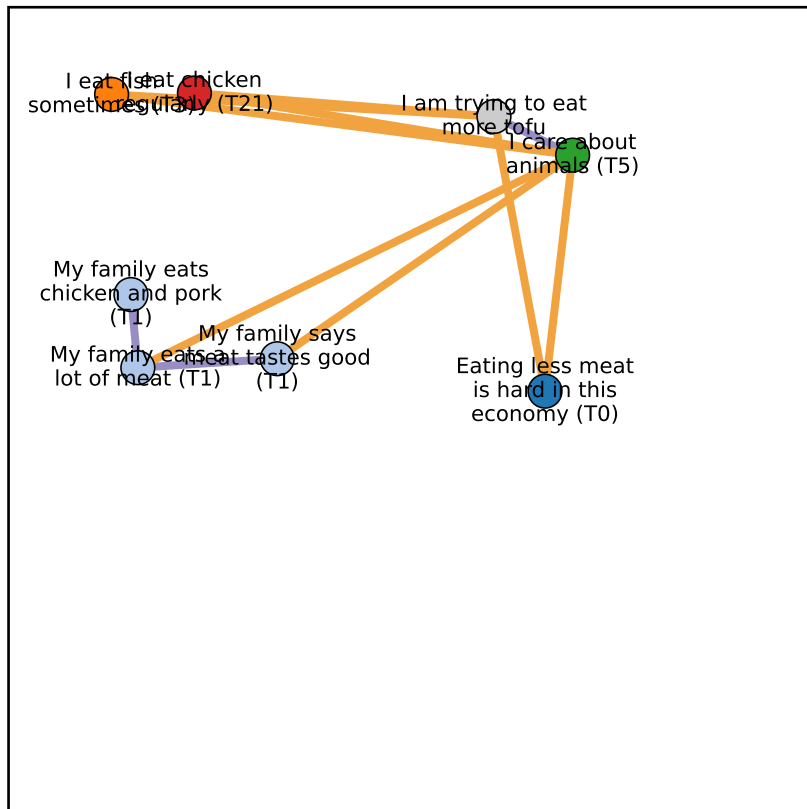 I eat fish
sometimes (T3)
I eat chicken
regularly (T21)
I am trying to eat
more tofu
I care about
animals (T5)
My family eats
chicken and pork
(T1)
My family says
meat tastes good
(T1)
My family eats a
lot of meat (T1)
Eating less meat
is hard in this
economy (T0)